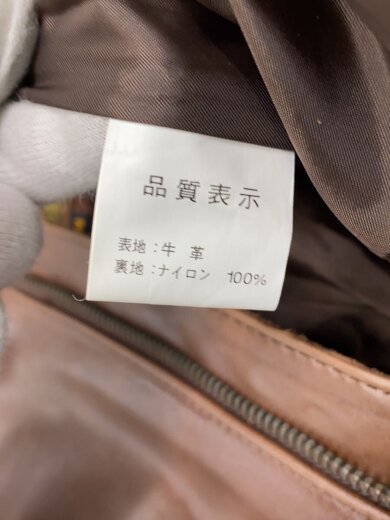 品質表示
表地:牛 革
裏地:ナイロン 100%